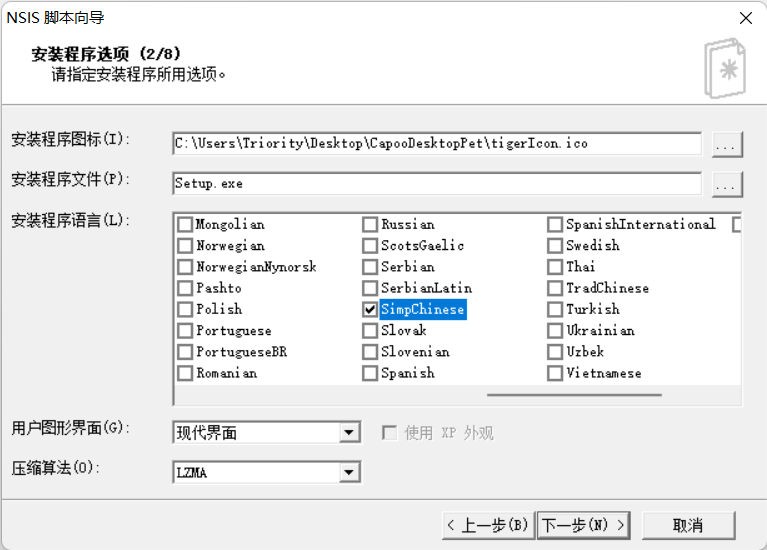 NSIS 脚本向导
安装程序选项 (2/8)
请指定安装程序所用选项。
安装程序图标(I):
C:\Users\Triority\Desktop\CapooDesktopPet\tigerIcon.ico
...
安装程序文件(P):
Setup.exe
...
安装程序语言(L):
Mongolian Russian SpanishInternational
Norwegian ScotsGaelic Swedish
NorwegianNynorsk Serbian Thai
Pashto SerbianLatin TradChinese
Polish SimpChinese Turkish
Portuguese Slovak Ukrainian
PortugueseBR Slovenian Uzbek
Romanian Spanish Vietnamese
用户图形界面(G):
现代界面
使用 XP 外观
压缩算法(O):
LZMA
< 上一步(B) 下一步(N) > 取消